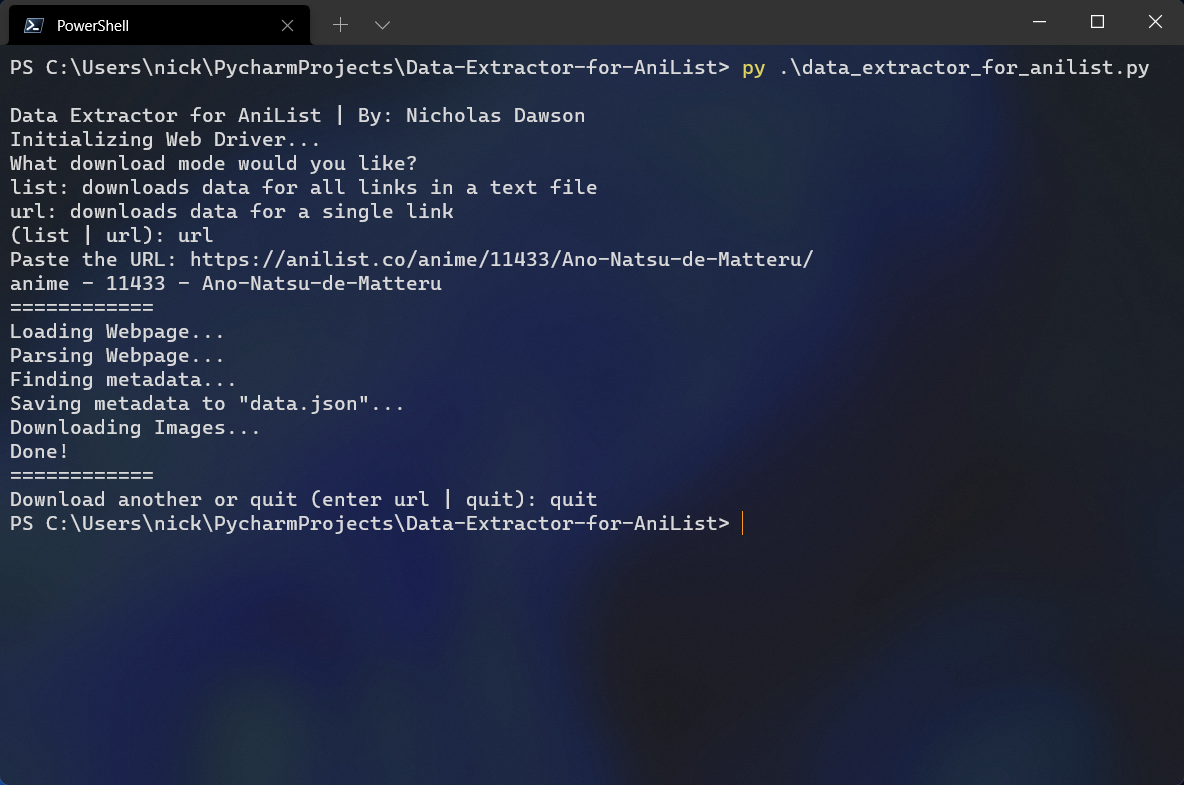 PowerShell
PS C:\Users\nick\PycharmProjects\Data-Extractor-for-AniList> py .\data_extractor_for_anilist.py
Data Extractor for AniList | By: Nicholas Dawson
Initializing Web Driver...
What download mode would you like?
list: downloads data for all links in a text file
url: downloads data for a single link
(list | url): url
Paste the URL: https://anilist.co/anime/11433/Ano-Natsu-de-Matteru/
anime - 11433 - Ano-Natsu-de-Matteru
============
Loading Webpage...
Parsing Webpage...
Finding metadata...
Saving metadata to "data.json"...
Downloading Images...
Done!
============
Download another or quit (enter url | quit): quit
PS C:\Users\nick\PycharmProjects\Data-Extractor-for-AniList>